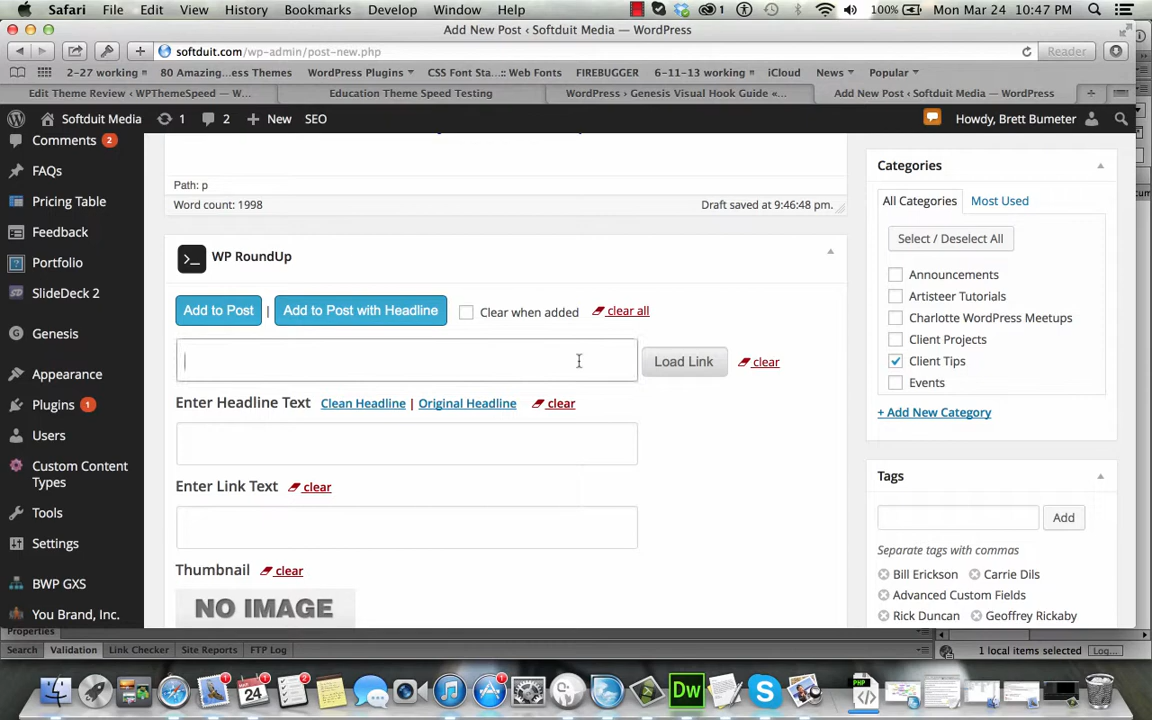 Safari File Edit View History Bookmarks Develop Window Help 1 100% Mon Mar 24 10:47 PM
Add New Post ‹ Softduit Media — WordPress
softduit.com/wp-admin/post-new.php Reader
2-27 working 80 Amazing...ess Themes WordPress Plugins CSS Font Sta...:: Web Fonts FIREBUGGER 6-11-13 working iCloud News Popular
Edit Theme Review ‹ WPThemeSpeed — W... Education Theme Speed Testing WordPress › Genesis Visual Hook Guide «... Add New Post ‹ Softduit Media — WordPress
Softduit Media 1 2 New SEO Howdy, Brett Bumeter
Comments 2
FAQs
Pricing Table
Feedback
Portfolio
SlideDeck 2
Genesis
Appearance
Plugins 1
Users
Custom Content
Types
Tools
Settings
BWP GXS
You Brand, Inc.
Path: p
Word count: 1998 Draft saved at 9:46:48 pm.
WP RoundUp
Add to Post | Add to Post with Headline Clear when added clear all
Load Link clear
Enter Headline Text Clean Headline | Original Headline clear
Enter Link Text clear
Thumbnail clear
NO IMAGE
Categories
All Categories Most Used
Select / Deselect All
Announcements
Artisteer Tutorials
Charlotte WordPress Meetups
Client Projects
Client Tips
Events
+ Add New Category
Tags
Add
Separate tags with commas
Bill Erickson Carrie Dils
Advanced Custom Fields
Rick Duncan Geoffrey Rickaby
Properties
Search Validation Link Checker Site Reports FTP Log 1 local items selected Log...
MAR
24
Dw
PHP